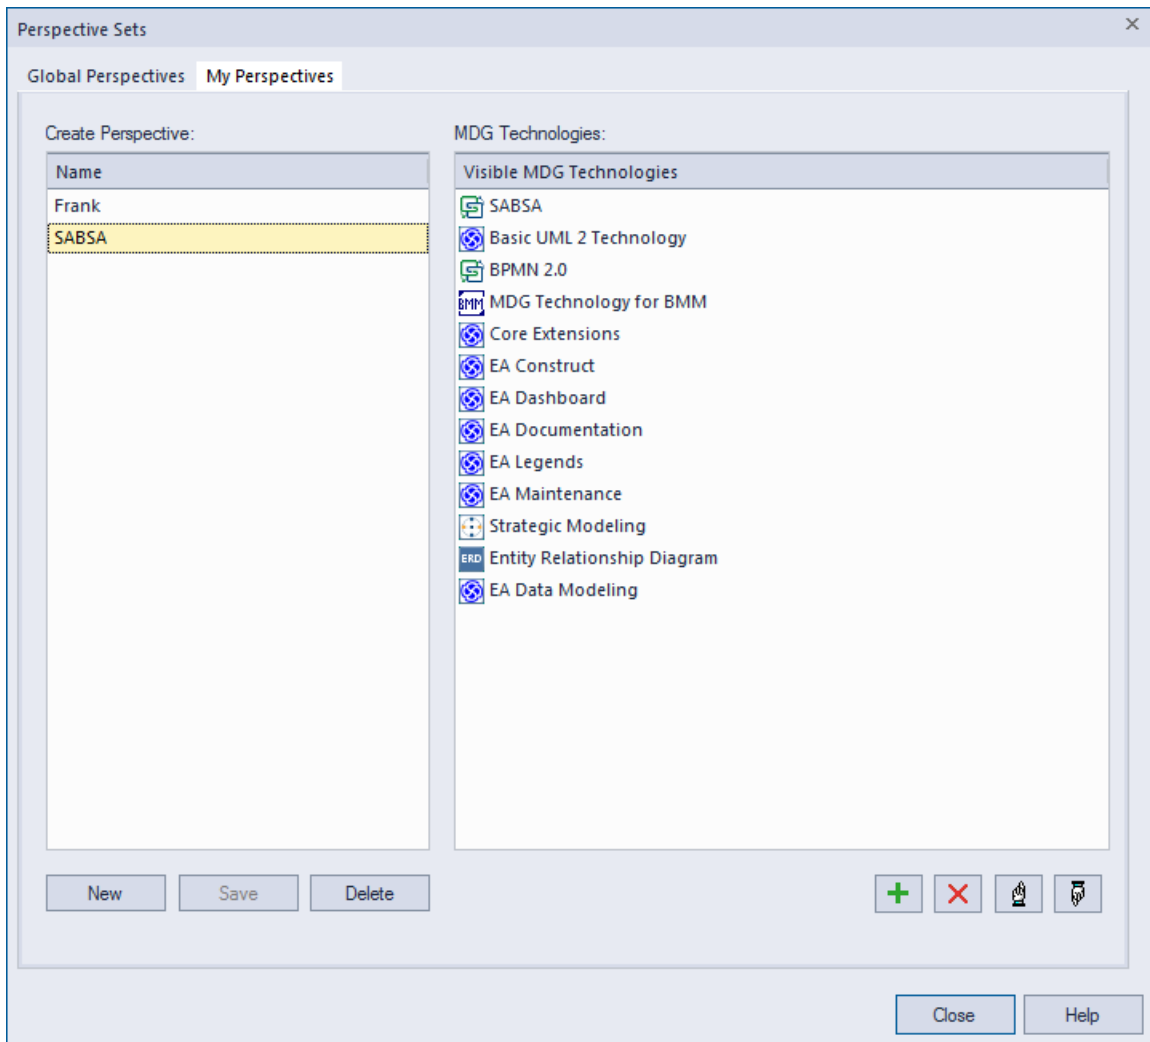 Perspective Sets
Global Perspectives My Perspectives
Create Perspective:
Name
Frank
SABSA
New Save Delete
MDG Technologies:
Visible MDG Technologies
SABSA
Basic UML 2 Technology
BPMN 2.0
BMM MDG Technology for BMM
Core Extensions
EA Construct
EA Dashboard
EA Documentation
EA Legends
EA Maintenance
Strategic Modeling
ERD Entity Relationship Diagram
EA Data Modeling
Close Help